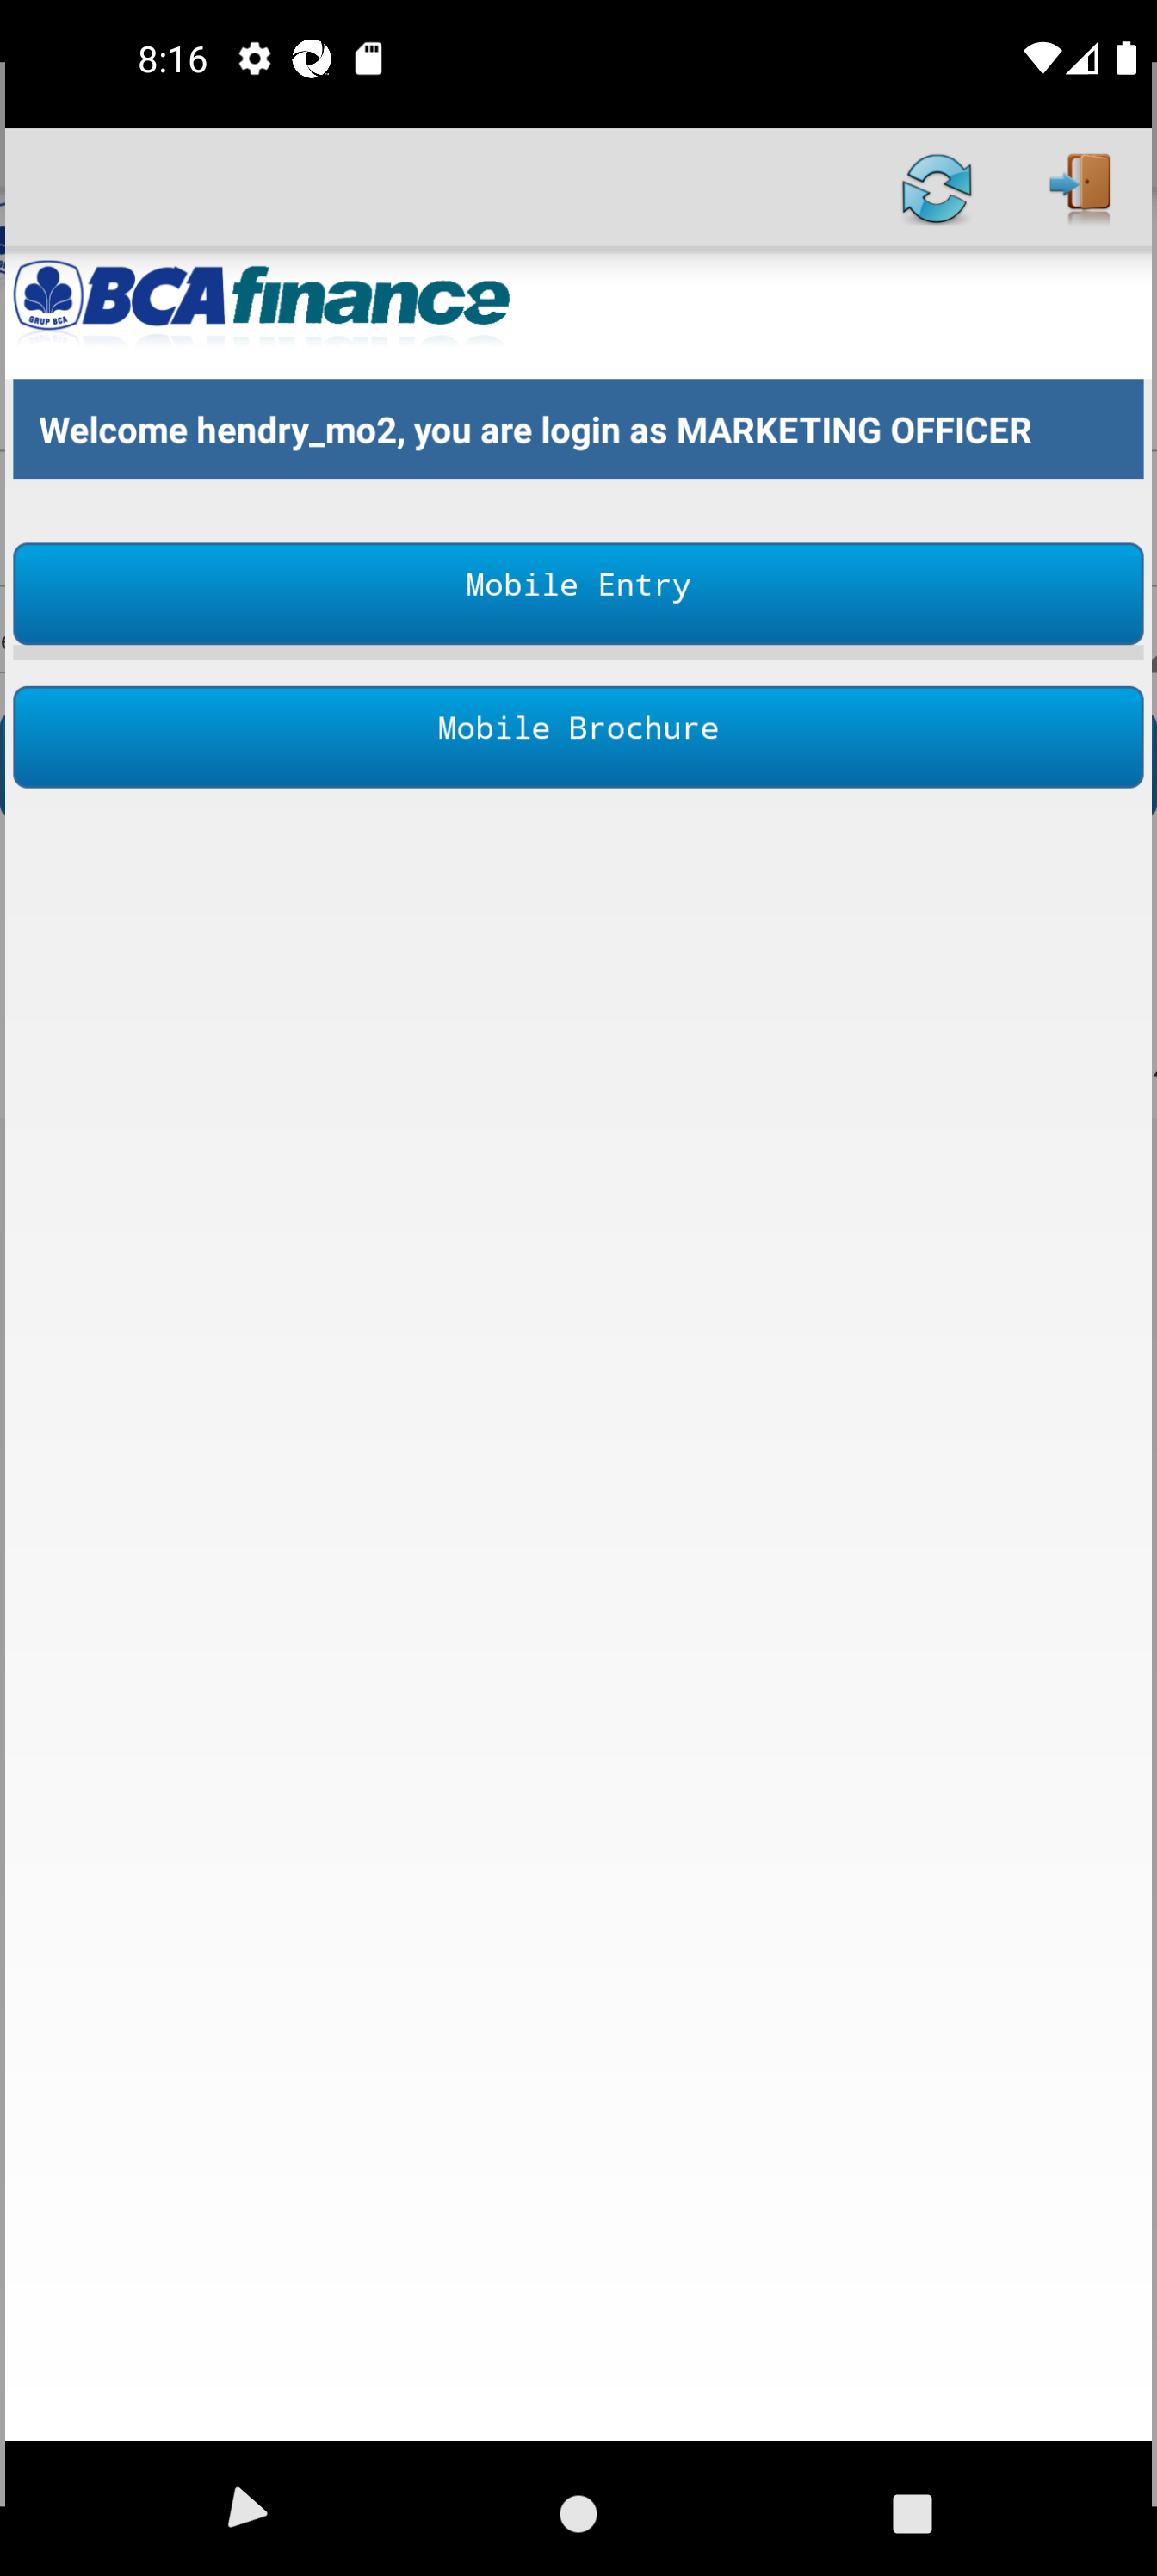 8:16
GRUP BCA
BCA finance
Welcome hendry_mo2, you are login as MARKETING OFFICER
Mobile Entry
Mobile Brochure